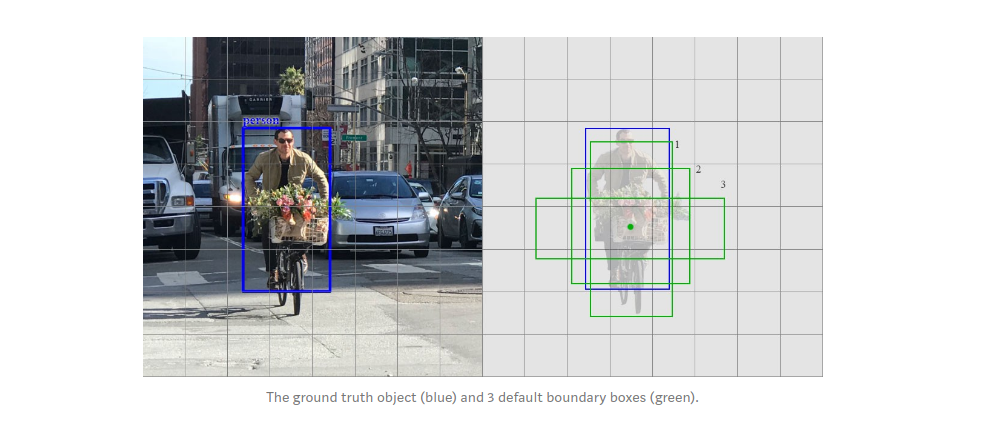 person
1
2
3
The ground truth object (blue) and 3 default boundary boxes (green).